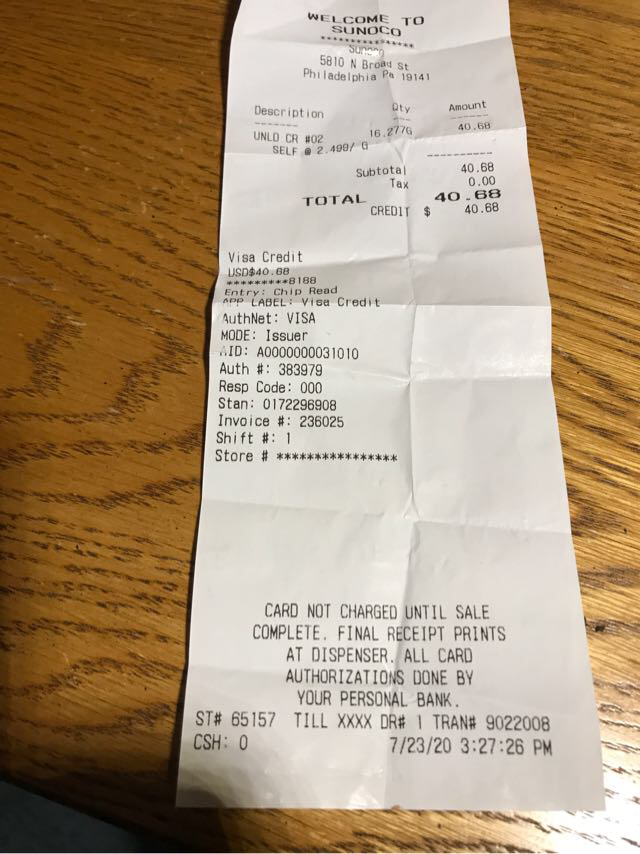 WELCOME TO
SUNOCO
******************
Sunoco
5810 N Broad St
Philadelphia Pa 19141
Description Qty Amount
------- --- ------
UNLD CR #02 16.277G 40.68
SELF @ 2.499/ G
----------
Subtotal 40.68
Tax 0.00
TOTAL 40.68
CREDIT $ 40.68
Visa Credit
USD$40.68
*********8188
Entry: Chip Read
APP LABEL: Visa Credit
AuthNet: VISA
MODE: Issuer
AID: A0000000031010
Auth #: 383979
Resp Code: 000
Stan: 0172296908
Invoice #: 236025
Shift #: 1
Store # ****************
CARD NOT CHARGED UNTIL SALE
COMPLETE. FINAL RECEIPT PRINTS
AT DISPENSER. ALL CARD
AUTHORIZATIONS DONE BY
YOUR PERSONAL BANK.
ST# 65157 TILL XXXX DR# 1 TRAN# 9022008
CSH: 0 7/23/20 3:27:26 PM